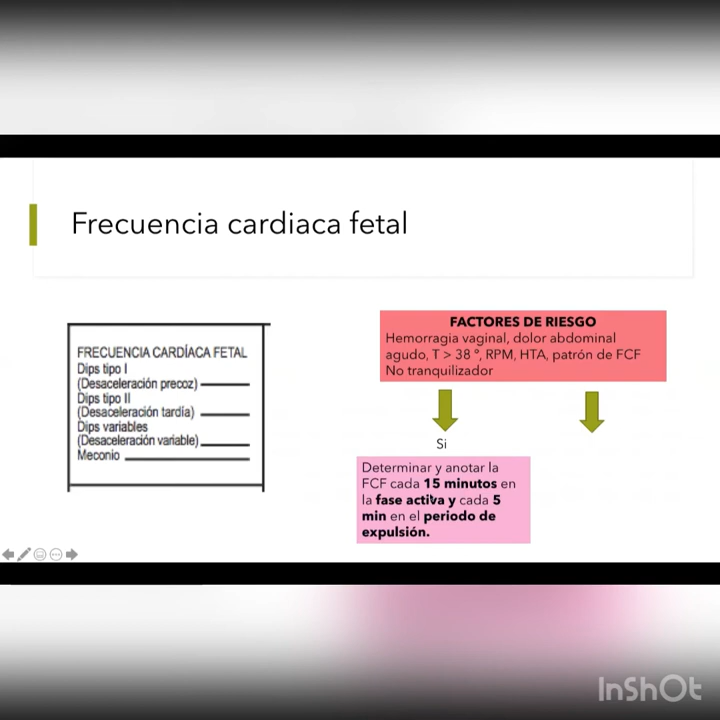 Frecuencia cardiaca fetal
FRECUENCIA CARDÍACA FETAL
Dips tipo I
(Desaceleración precoz)
Dips tipo II
(Desaceleración tardía)
Dips variables
(Desaceleración variable)
Meconio
FACTORES DE RIESGO
Hemorragia vaginal, dolor abdominal
agudo, T > 38 º, RPM, HTA, patrón de FCF
No tranquilizador
Si
Determinar y anotar la
FCF cada 15 minutos en
la fase activa y cada 5
min en el periodo de
expulsión.
InShOt